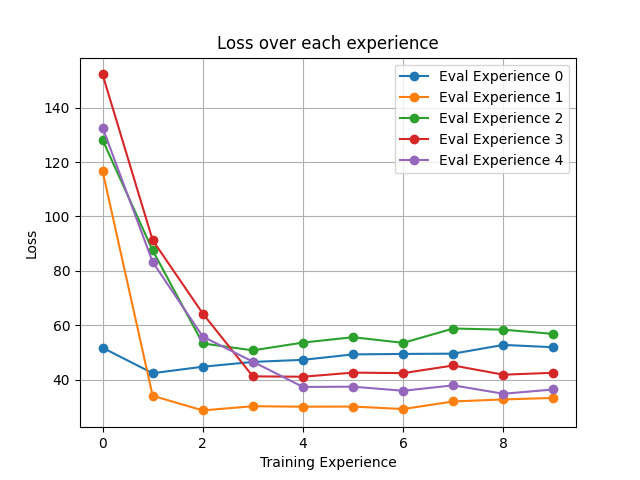 Loss over each experience
Eval Experience 0
Eval Experience 1
Eval Experience 2
Eval Experience 3
Eval Experience 4
Loss
140
120
100
80
60
40
0 2 4 6 8
Training Experience